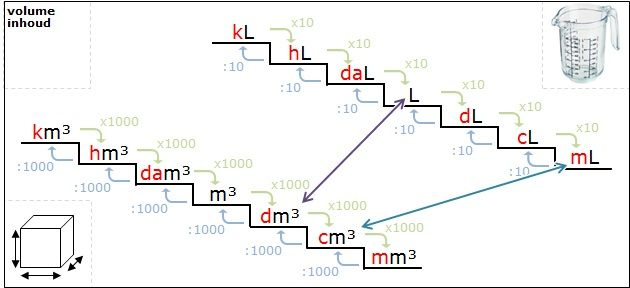 volume
inhoud
kL
x10
:10
hL
x10
:10
daL
x10
:10
L
x10
:10
dL
x10
:10
cL
x10
:10
mL
km³
x1000
:1000
hm³
x1000
:1000
dam³
x1000
:1000
m³
x1000
:1000
dm³
x1000
:1000
cm³
x1000
:1000
mm³